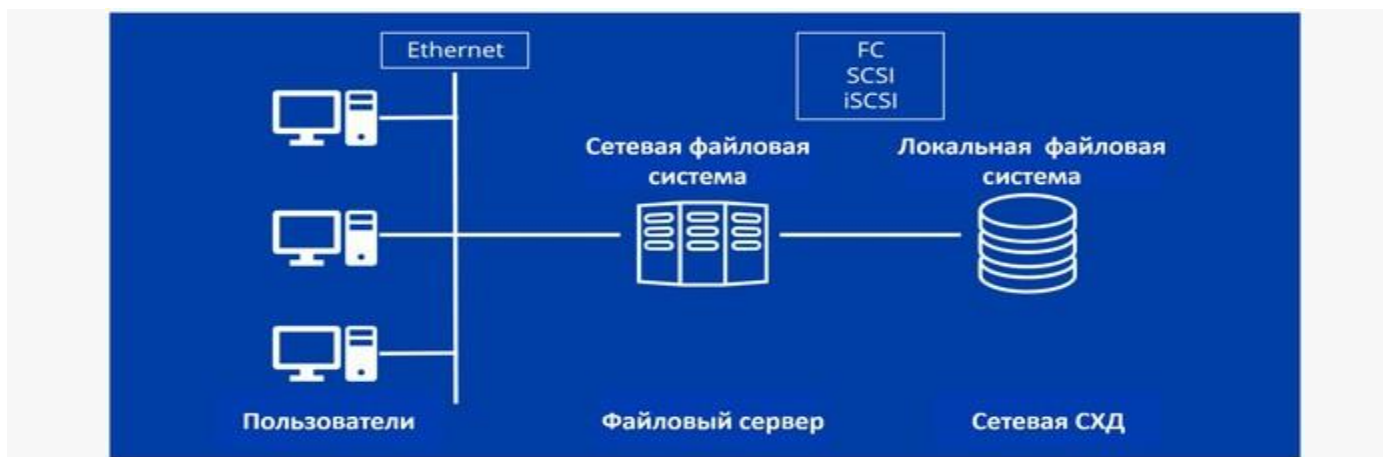 Ethernet
FC
SCSI
iSCSI
Сетевая файловая
система
Локальная файловая
система
Пользователи
Файловый сервер
Сетевая СХД